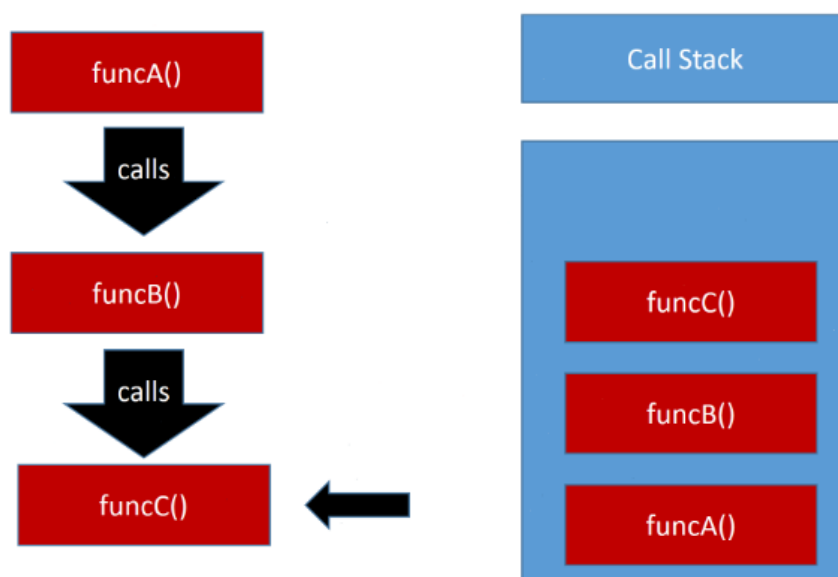 funcA()
calls
funcB()
calls
funcC()
Call Stack
funcC()
funcB()
funcA()